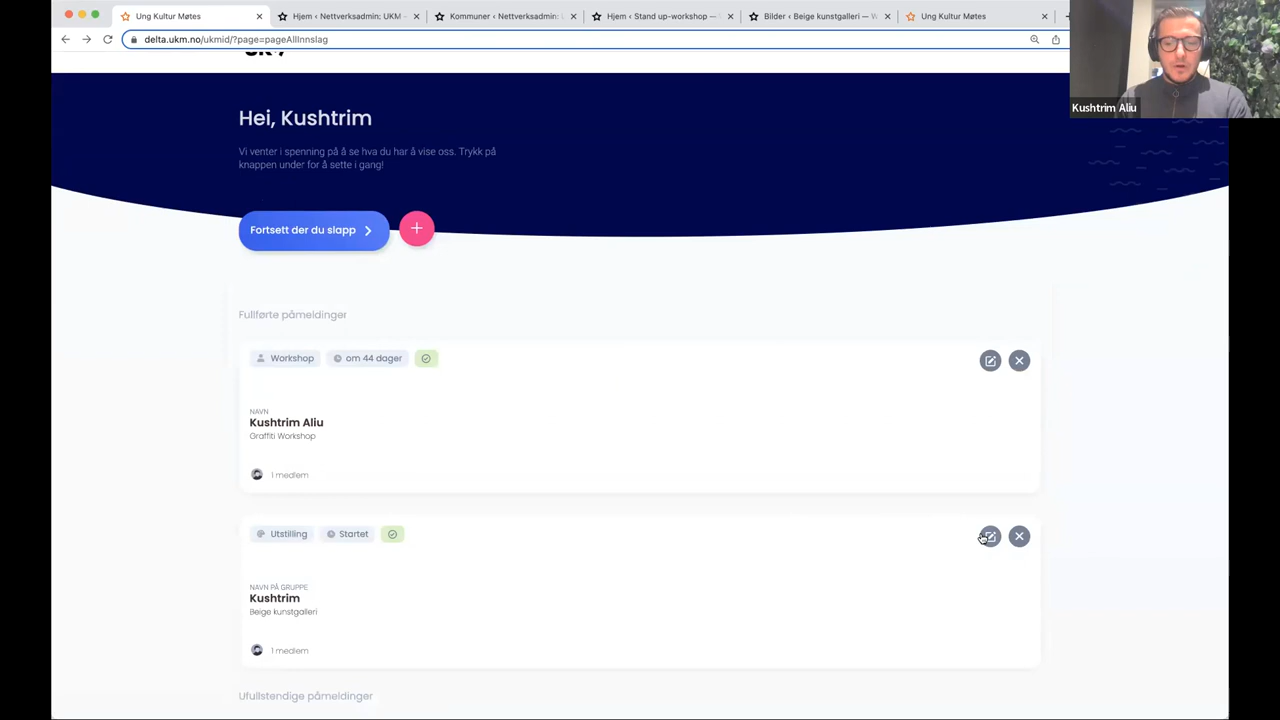 Ung Kultur Møtes
Hjem ‹ Nettverksadmin: UKM –
Kommuner ‹ Nettverksadmin:
Hjem ‹ Stand up-workshop —
Bilder ‹ Beige kunstgalleri — W
Ung Kultur Møtes
delta.ukm.no/ukmid/?page=pageAllInnslag
Kushtrim Aliu
Hei, Kushtrim
Vi venter i spenning på å se hva du har å vise oss. Trykk på
knappen under for å sette i gang!
Fortsett der du slapp
Fullførte påmeldinger
Workshop om 44 dager
NAVN
Kushtrim Aliu
Graffiti Workshop
1 medlem
Utstilling Startet
NAVN PÅ GRUPPE
Kushtrim
Beige kunstgalleri
1 medlem
Ufullstendige påmeldinger